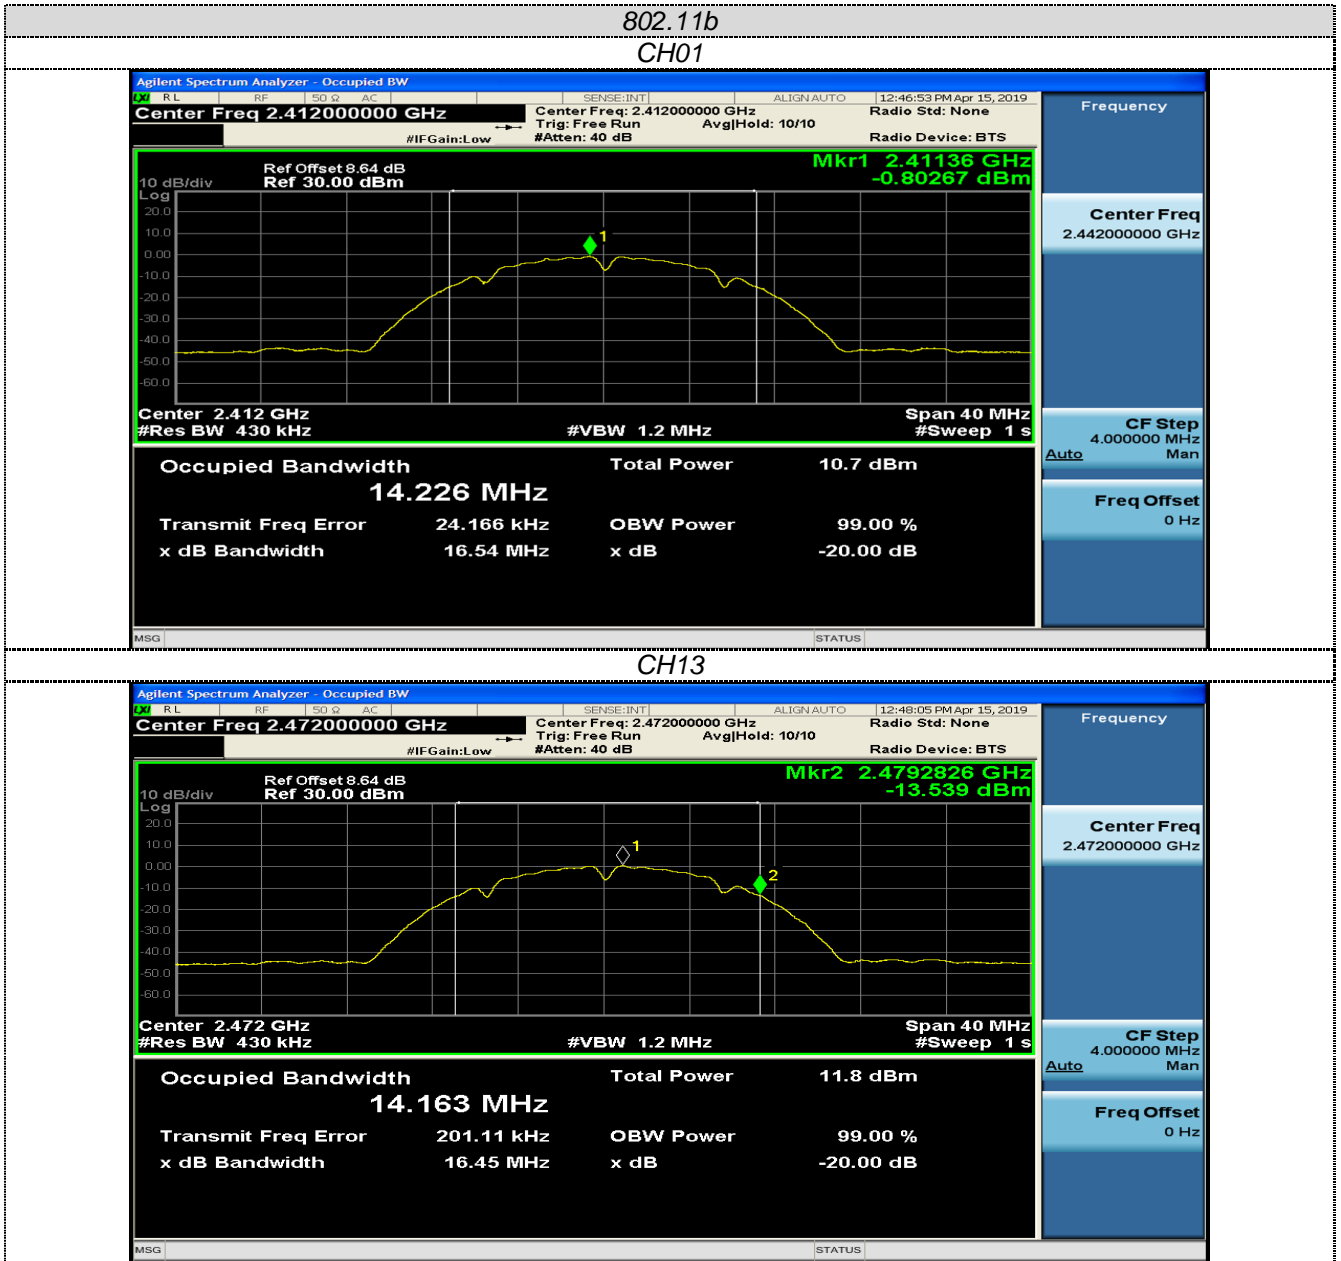 802.11b
CH01
Agilent Spectrum Analyzer - Occupied BW
LXI RL RF 50 Ω AC SENSE:INT ALIGN AUTO 12:46:53 PM Apr 15, 2019
Center Freq 2.412000000 GHz
Center Freq: 2.412000000 GHz Radio Std: None
Trig: Free Run Avg|Hold: 10/10
#IFGain:Low #Atten: 40 dB Radio Device: BTS
Frequency
Mkr1 2.41136 GHz
-0.80267 dBm
Ref Offset 8.64 dB
10 dB/div Ref 30.00 dBm
Log
20.0
10.0
0.00
-10.0
-20.0
-30.0
-40.0
-50.0
-60.0
1
Center Freq
2.442000000 GHz
Center 2.412 GHz Span 40 MHz
#Res BW 430 kHz #VBW 1.2 MHz #Sweep 1 s
CF Step
4.000000 MHz
Auto Man
Occupied Bandwidth Total Power 10.7 dBm
14.226 MHz
Freq Offset
0 Hz
Transmit Freq Error 24.166 kHz OBW Power 99.00 %
x dB Bandwidth 16.54 MHz x dB -20.00 dB
MSG STATUS
CH13
Agilent Spectrum Analyzer - Occupied BW
LXI RL RF 50 Ω AC SENSE:INT ALIGN AUTO 12:48:05 PM Apr 15, 2019
Center Freq 2.472000000 GHz
Center Freq: 2.472000000 GHz Radio Std: None
Trig: Free Run Avg|Hold: 10/10
#IFGain:Low #Atten: 40 dB Radio Device: BTS
Frequency
Mkr2 2.4792826 GHz
-13.539 dBm
Ref Offset 8.64 dB
10 dB/div Ref 30.00 dBm
Log
20.0
10.0
0.00
-10.0
-20.0
-30.0
-40.0
-50.0
-60.0
1
2
Center Freq
2.472000000 GHz
Center 2.472 GHz Span 40 MHz
#Res BW 430 kHz #VBW 1.2 MHz #Sweep 1 s
CF Step
4.000000 MHz
Auto Man
Occupied Bandwidth Total Power 11.8 dBm
14.163 MHz
Freq Offset
0 Hz
Transmit Freq Error 201.11 kHz OBW Power 99.00 %
x dB Bandwidth 16.45 MHz x dB -20.00 dB
MSG STATUS